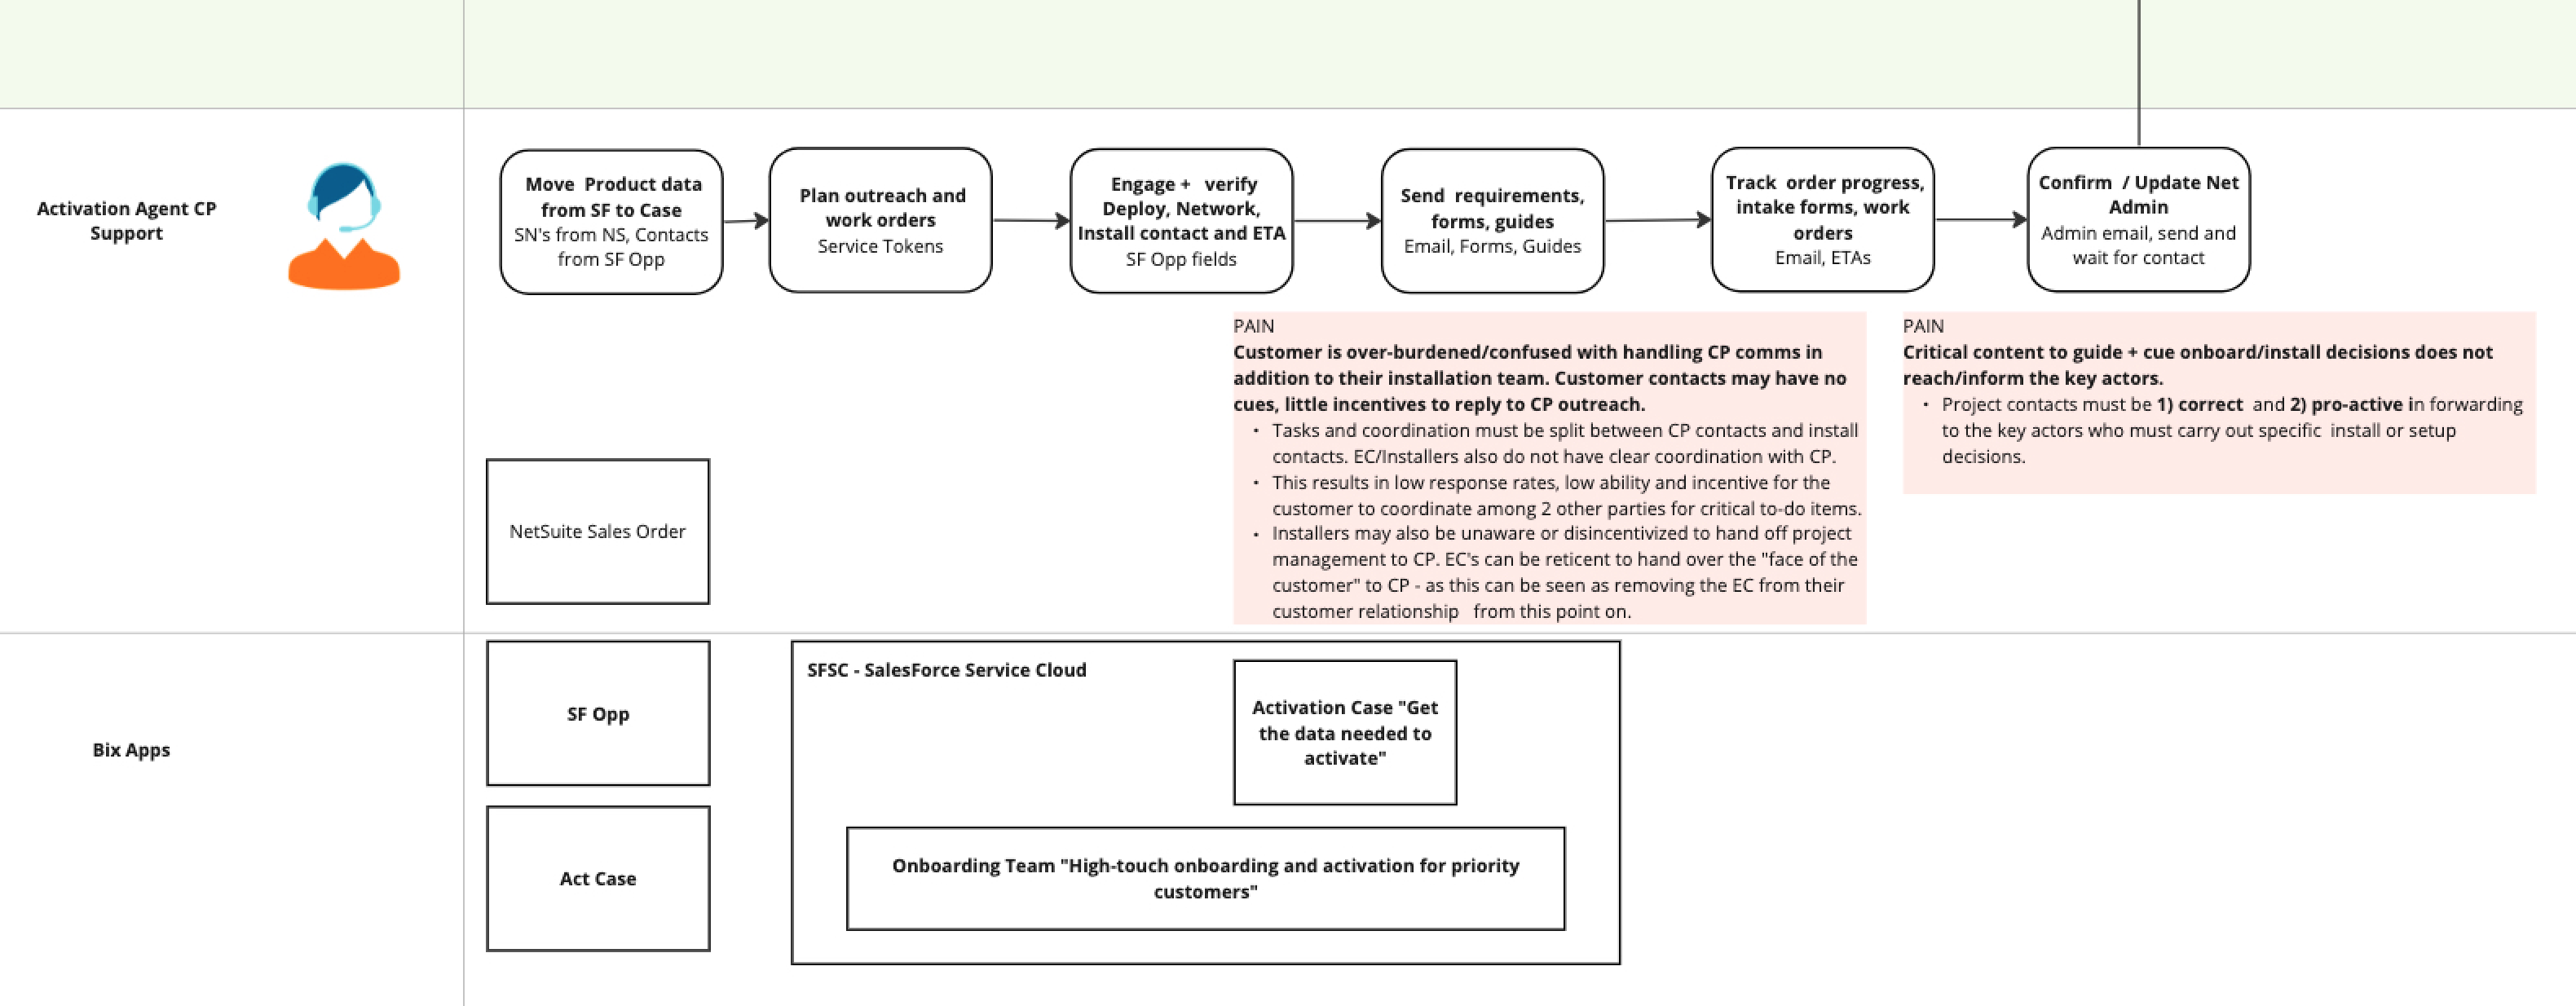 Activation Agent CP
Support
Move Product data
from SF to Case
SN's from NS, Contacts
from SF Opp
Plan outreach and
work orders
Service Tokens
Engage + verify
Deploy, Network,
Install contact and ETA
SF Opp fields
Send requirements,
forms, guides
Email, Forms, Guides
Track order progress,
intake forms, work
orders
Email, ETAs
Confirm / Update Net
Admin
Admin email, send and
wait for contact
PAIN
Customer is over-burdened/confused with handling CP comms in
addition to their installation team. Customer contacts may have no
cues, little incentives to reply to CP outreach.
• Tasks and coordination must be split between CP contacts and install
contacts. EC/Installers also do not have clear coordination with CP.
• This results in low response rates, low ability and incentive for the
customer to coordinate among 2 other parties for critical to-do items.
• Installers may also be unaware or disincentivized to hand off project
management to CP. EC's can be reticent to hand over the "face of the
customer" to CP - as this can be seen as removing the EC from their
customer relationship from this point on.
PAIN
Critical content to guide + cue onboard/install decisions does not
reach/inform the key actors.
• Project contacts must be 1) correct and 2) pro-active in forwarding
to the key actors who must carry out specific install or setup
decisions.
NetSuite Sales Order
Bix Apps
SF Opp
Act Case
SFSC - SalesForce Service Cloud
Activation Case "Get
the data needed to
activate"
Onboarding Team "High-touch onboarding and activation for priority
customers"